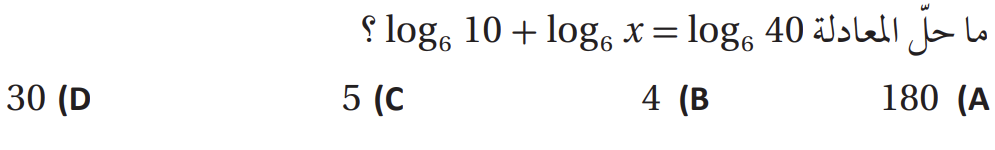 ما حلّ المعادلة log₆ 10 + log₆ x = log₆ 40 ؟
180 (A 4 (B 5 (C 30 (D